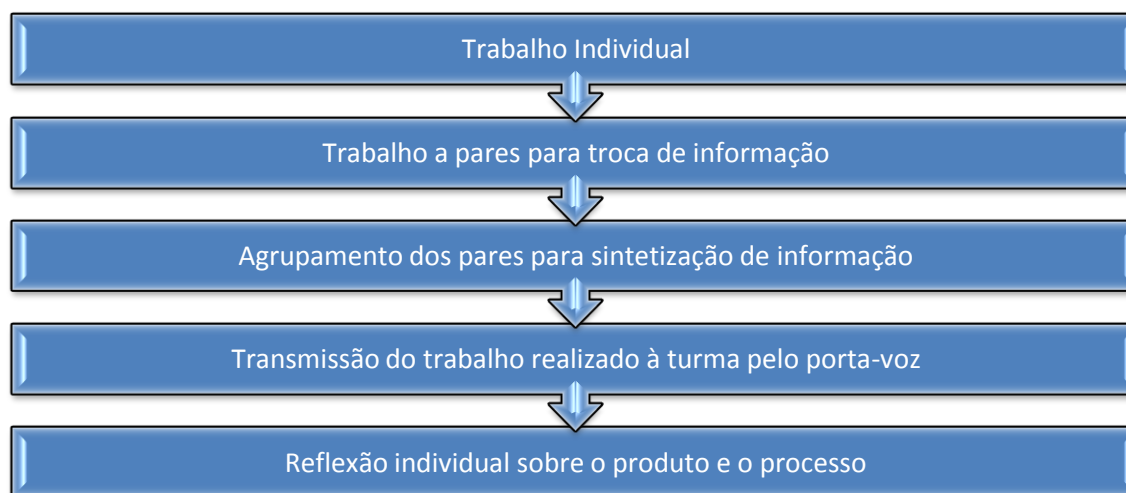 Trabalho Individual
Trabalho a pares para troca de informação
Agrupamento dos pares para sintetização de informação
Transmissão do trabalho realizado à turma pelo porta-voz
Reflexão individual sobre o produto e o processo